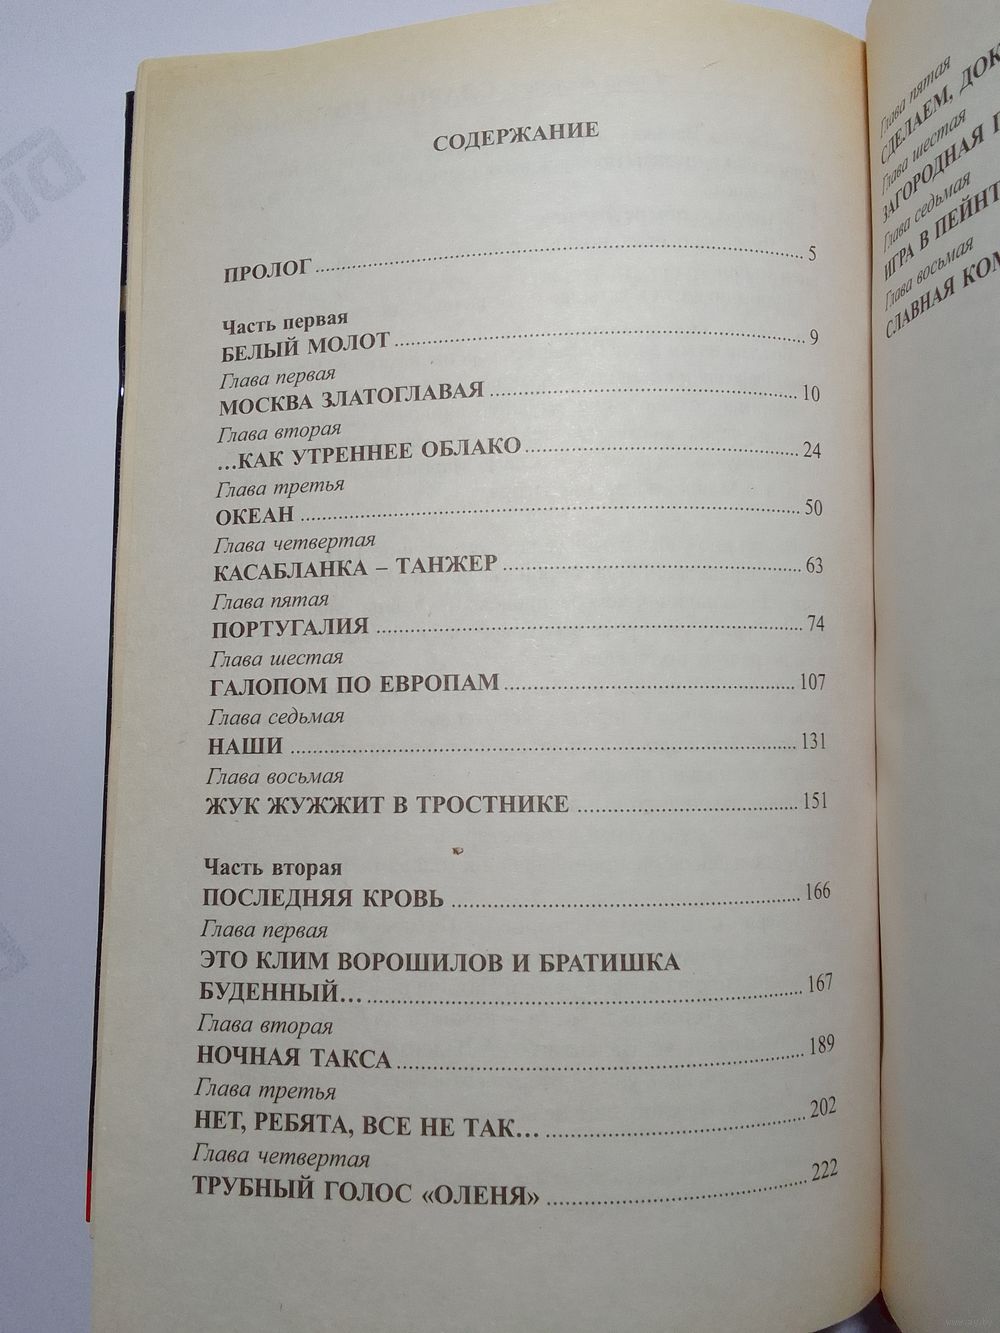 СОДЕРЖАНИЕ
ПРОЛОГ.......... 5
Часть первая
БЕЛЫЙ МОЛОТ.......... 9
Глава первая
МОСКВА ЗЛАТОГЛАВАЯ.......... 10
Глава вторая
...КАК УТРЕННЕЕ ОБЛАКО.......... 24
Глава третья
ОКЕАН.......... 50
Глава четвертая
КАСАБЛАНКА – ТАНЖЕР.......... 63
Глава пятая
ПОРТУГАЛИЯ.......... 74
Глава шестая
ГАЛОПОМ ПО ЕВРОПАМ.......... 107
Глава седьмая
НАШИ.......... 131
Глава восьмая
ЖУК ЖУЖЖИТ В ТРОСТНИКЕ.......... 151
Часть вторая
ПОСЛЕДНЯЯ КРОВЬ.......... 166
Глава первая
ЭТО КЛИМ ВОРОШИЛОВ И БРАТИШКА
БУДЕННЫЙ.......... 167
Глава вторая
НОЧНАЯ ТАКСА.......... 189
Глава третья
НЕТ, РЕБЯТА, ВСЕ НЕ ТАК.......... 202
Глава четвертая
ТРУБНЫЙ ГОЛОС «ОЛЕНЯ».......... 222
Глава пятая
СДЕЛАЕМ, ДОК
Глава шестая
ЗАГОРОДНАЯ
Глава седьмая
ИГРА В ПЕЙНТ
Глава восьмая
СЛАВНАЯ КОМ